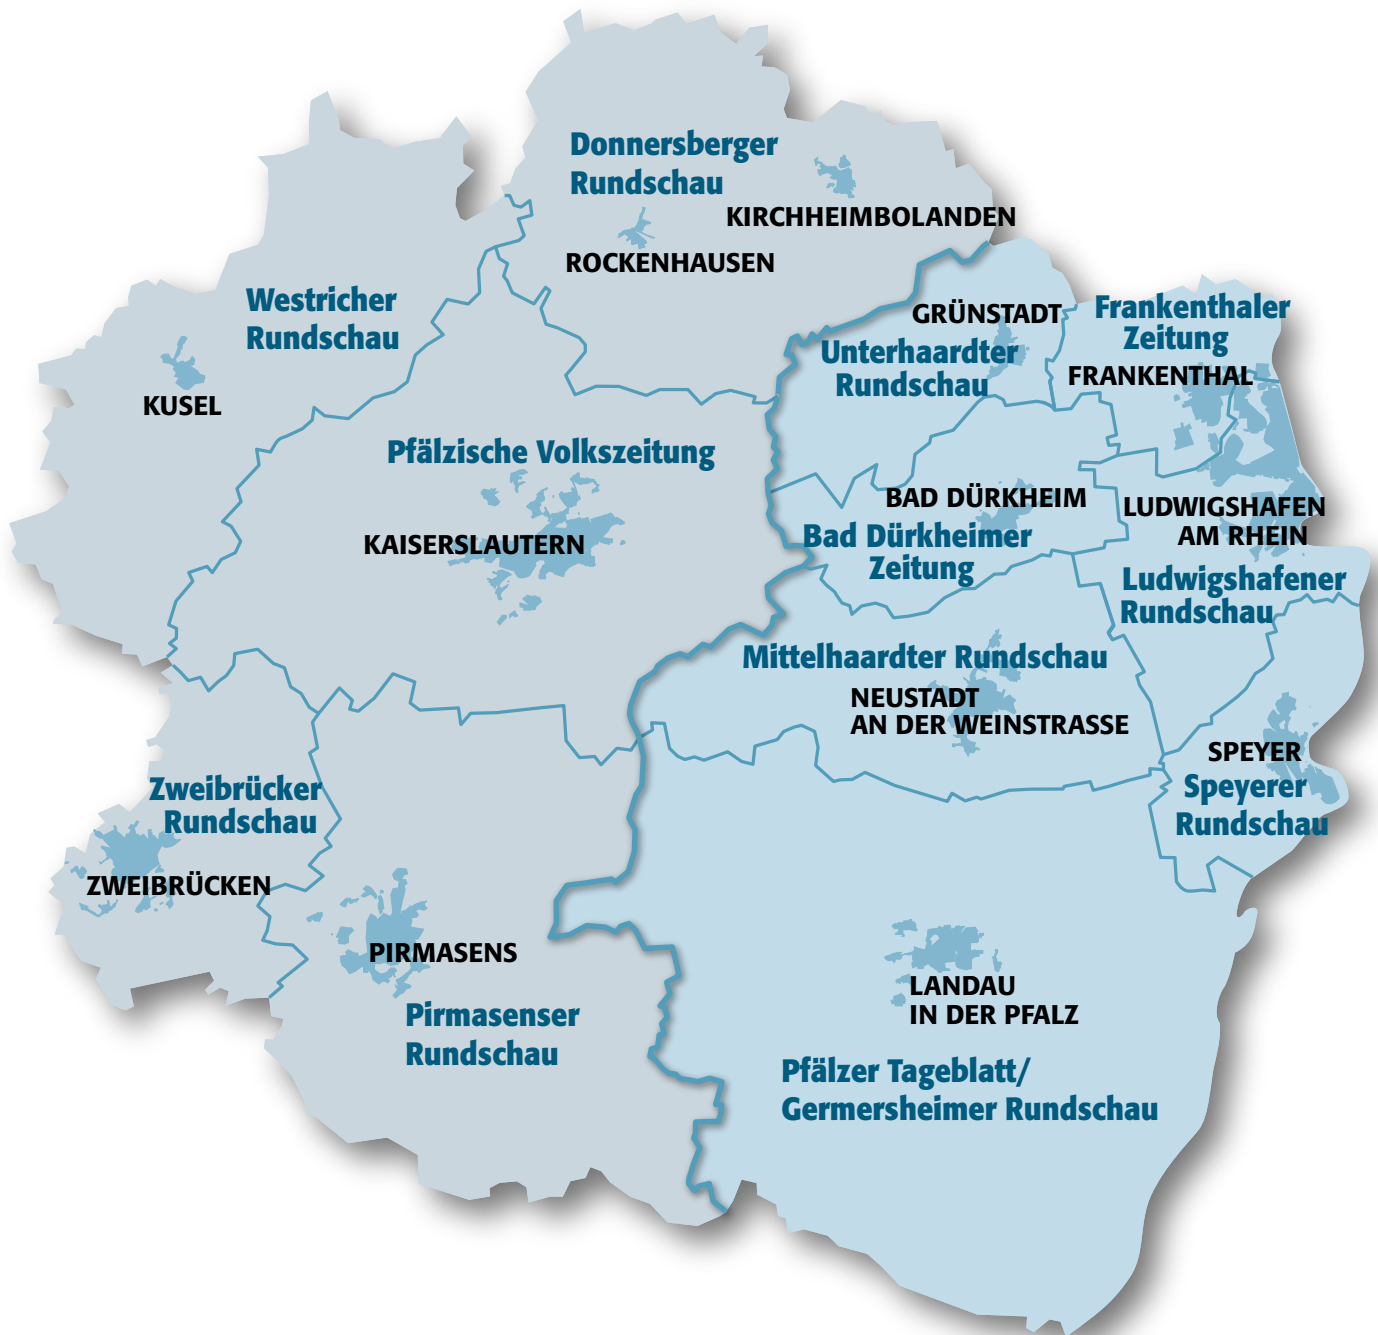 Donnersberger
Rundschau
KIRCHHEIMBOLANDEN
ROCKENHAUSEN
Westricher
Rundschau
KUSEL
GRÜNSTADT
Unterhaardter
Rundschau
Frankenthaler
Zeitung
FRANKENTHAL
Pfälzische Volkszeitung
KAISERSLAUTERN
BAD DÜRKHEIM
Bad Dürkheimer
Zeitung
LUDWIGSHAFEN
AM RHEIN
Ludwigshafener
Rundschau
Mittelhaardter Rundschau
NEUSTADT
AN DER WEINSTRASSE
SPEYER
Speyerer
Rundschau
Zweibrücker
Rundschau
ZWEIBRÜCKEN
PIRMASENS
Pirmasenser
Rundschau
LANDAU
IN DER PFALZ
Pfälzer Tageblatt/
Germersheimer Rundschau